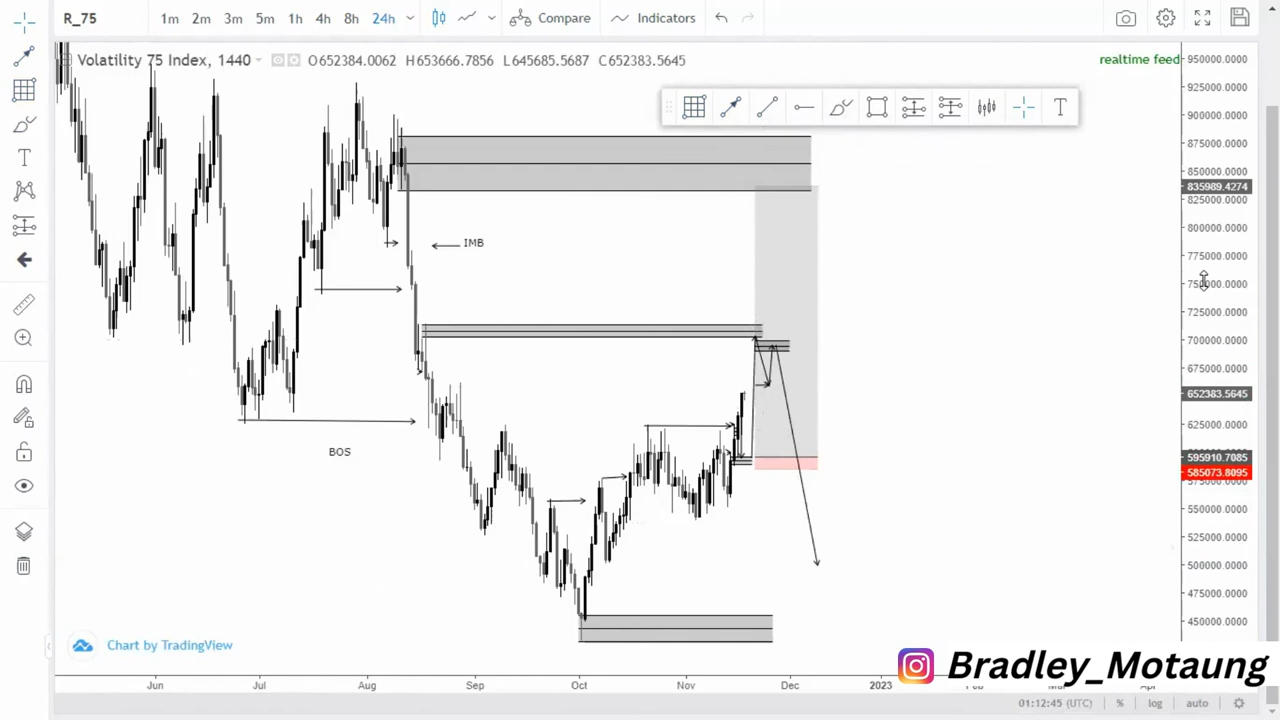 R_75
1m 2m 3m 5m 1h 4h 8h 24h
Compare
Indicators
Volatility 75 Index, 1440
O652384.0062 H653666.7856 L645685.5687 C652383.5645
realtime feed
950000.0000
925000.0000
900000.0000
875000.0000
850000.0000
835989.4274
825000.0000
800000.0000
775000.0000
750000.0000
725000.0000
700000.0000
675000.0000
652383.5645
625000.0000
595910.7085
585073.8095
575000.0000
550000.0000
525000.0000
500000.0000
475000.0000
450000.0000
IMB
BOS
T
Chart by TradingView
Jun Jul Aug Sep Oct Nov Dec 2023
Bradley_Motaung
01:12:45 (UTC) % log auto